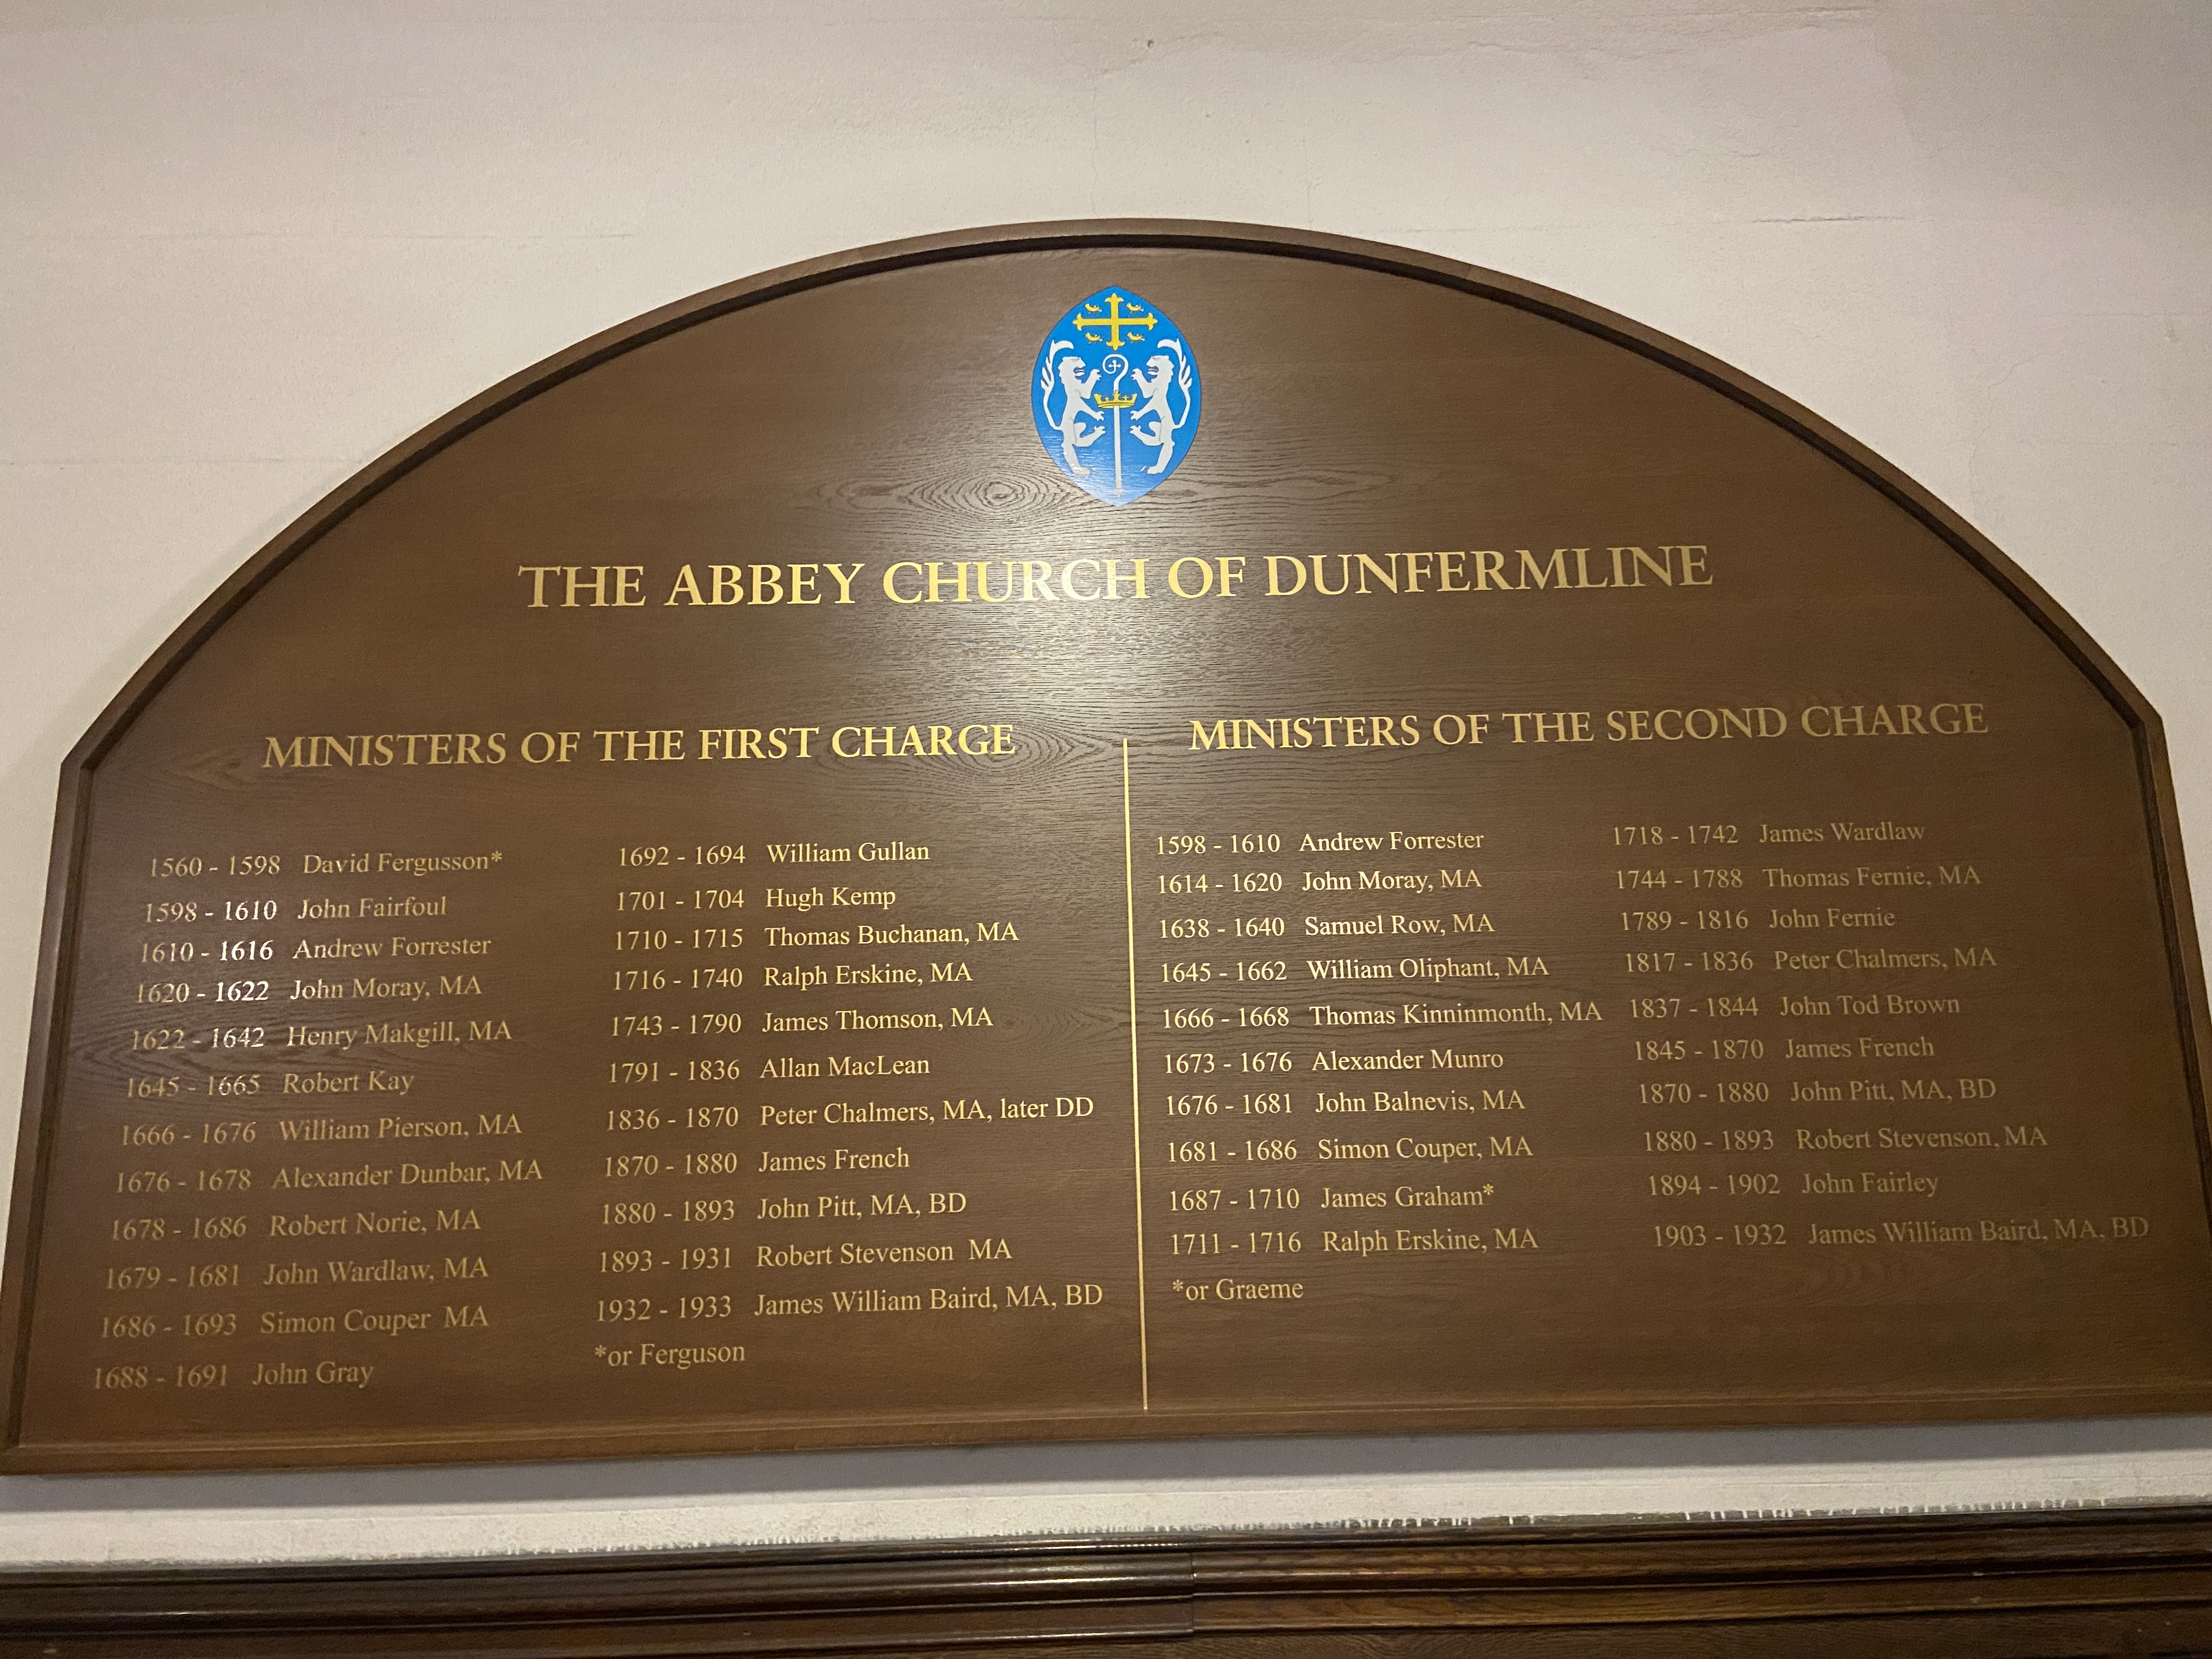 THE ABBEY CHURCH OF DUNFERMLINE
MINISTERS OF THE FIRST CHARGE
1560 - 1598 David Fergusson*
1598 - 1610 John Fairfoul
1610 - 1616 Andrew Forrester
1620 - 1622 John Moray, MA
1622 - 1642 Henry Makgill, MA
1645 - 1665 Robert Kay
1666 - 1676 William Pierson, MA
1676 - 1678 Alexander Dunbar, MA
1678 - 1686 Robert Norie, MA
1679 - 1681 John Wardlaw, MA
1686 - 1693 Simon Couper MA
1688 - 1691 John Gray
1692 - 1694 William Gullan
1701 - 1704 Hugh Kemp
1710 - 1715 Thomas Buchanan, MA
1716 - 1740 Ralph Erskine, MA
1743 - 1790 James Thomson, MA
1791 - 1836 Allan MacLean
1836 - 1870 Peter Chalmers, MA, later DD
1870 - 1880 James French
1880 - 1893 John Pitt, MA, BD
1893 - 1931 Robert Stevenson MA
1932 - 1933 James William Baird, MA, BD
*or Ferguson
MINISTERS OF THE SECOND CHARGE
1598 - 1610 Andrew Forrester
1614 - 1620 John Moray, MA
1638 - 1640 Samuel Row, MA
1645 - 1662 William Oliphant, MA
1666 - 1668 Thomas Kinninmonth, MA
1673 - 1676 Alexander Munro
1676 - 1681 John Balnevis, MA
1681 - 1686 Simon Couper, MA
1687 - 1710 James Graham*
1711 - 1716 Ralph Erskine, MA
*or Graeme
1718 - 1742 James Wardlaw
1744 - 1788 Thomas Fernie, MA
1789 - 1816 John Fernie
1817 - 1836 Peter Chalmers, MA
1837 - 1844 John Tod Brown
1845 - 1870 James French
1870 - 1880 John Pitt, MA, BD
1880 - 1893 Robert Stevenson, MA
1894 - 1902 John Fairley
1903 - 1932 James William Baird, MA, BD